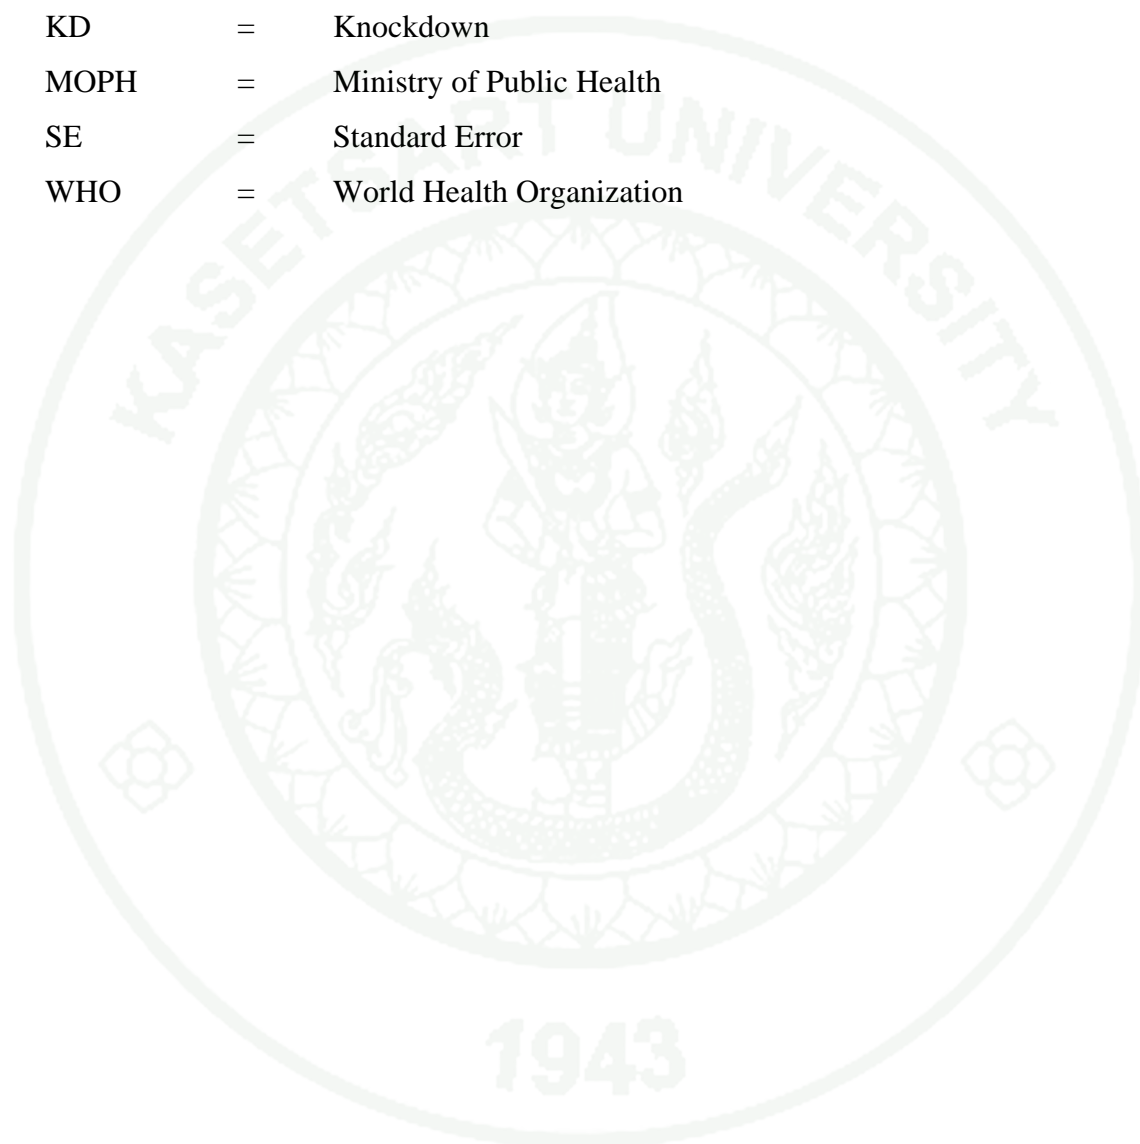 KD = Knockdown
MOPH = Ministry of Public Health
SE = Standard Error
WHO = World Health Organization
KASETSART UNIVERSITY
1943